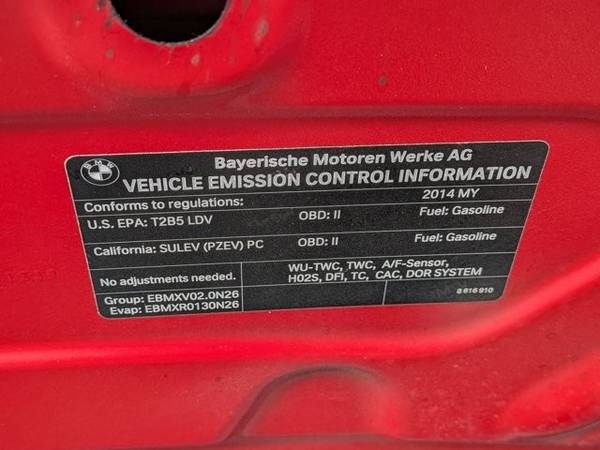 BMW
Bayerische Motoren Werke AG
VEHICLE EMISSION CONTROL INFORMATION
Conforms to regulations: 2014 MY
U.S. EPA: T2B5 LDV OBD: II Fuel: Gasoline
California: SULEV (PZEV) PC OBD: II Fuel: Gasoline
No adjustments needed. WU-TWC, TWC, A/F-Sensor,
H02S, DFI, TC, CAC, DOR SYSTEM
Group: EBMXV02.0N26 8616910
Evap: EBMXR0130N26